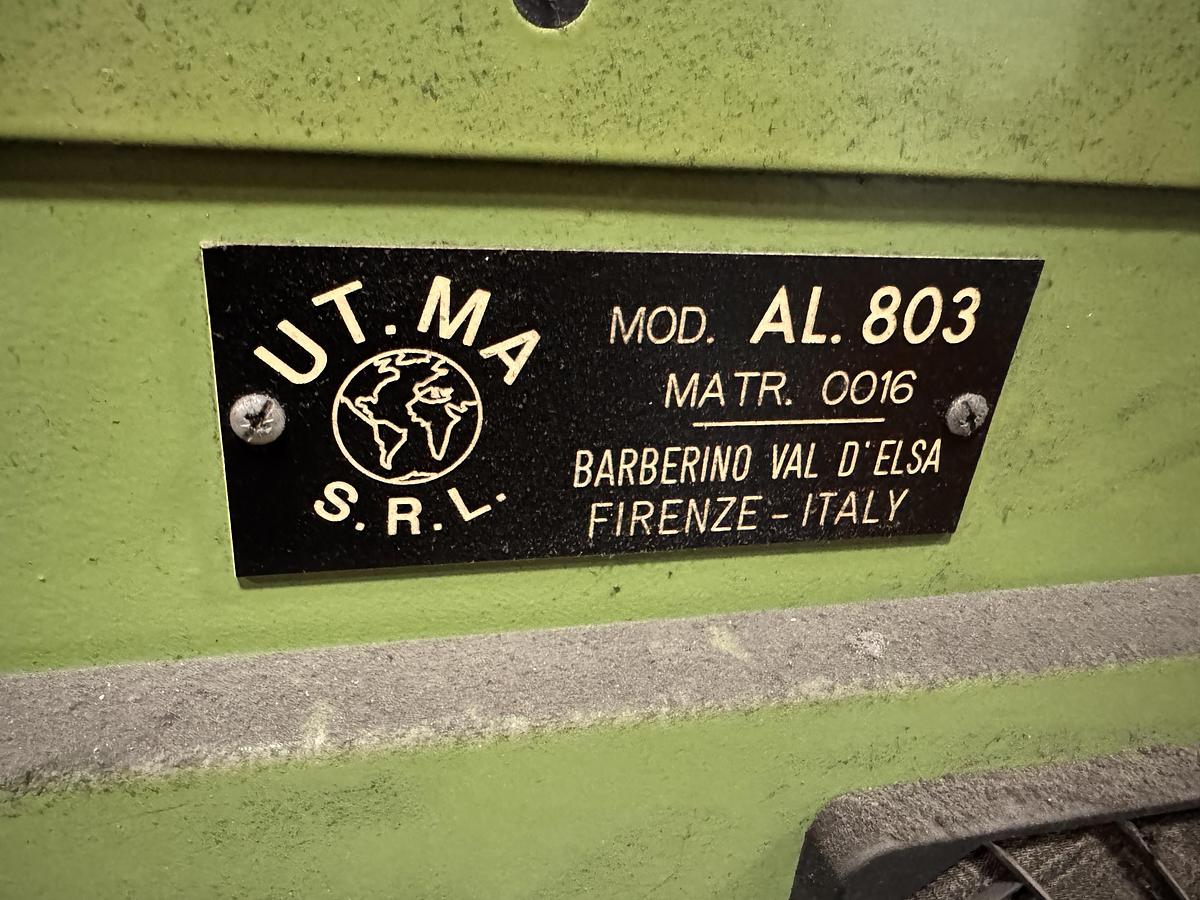 UT.MA
S.R.L.
MOD. AL. 803
MATR. 0016
BARBERINO VAL D'ELSA
FIRENZE - ITALY